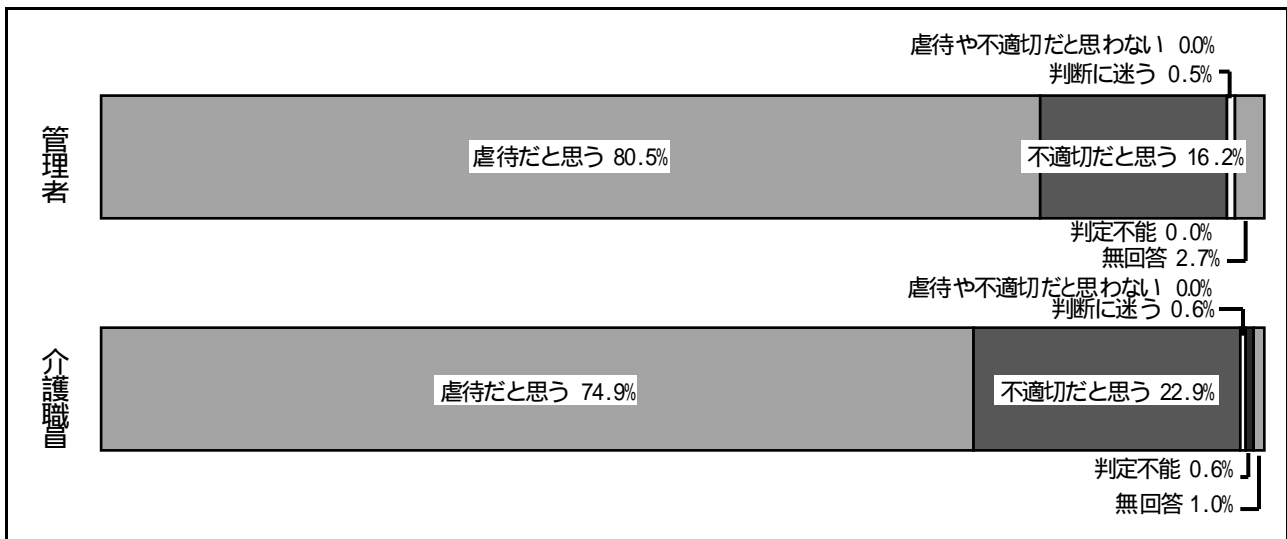 虐待や不適切だと思わない 0.0%
判断に迷う 0.5%
管理者
虐待だと思う 80.5%
不適切だと思う 16.2%
判定不能 0.0%
無回答 2.7%
虐待や不適切だと思わない 0.0%
判断に迷う 0.6%
介護職員
虐待だと思う 74.9%
不適切だと思う 22.9%
判定不能 0.6%
無回答 1.0%